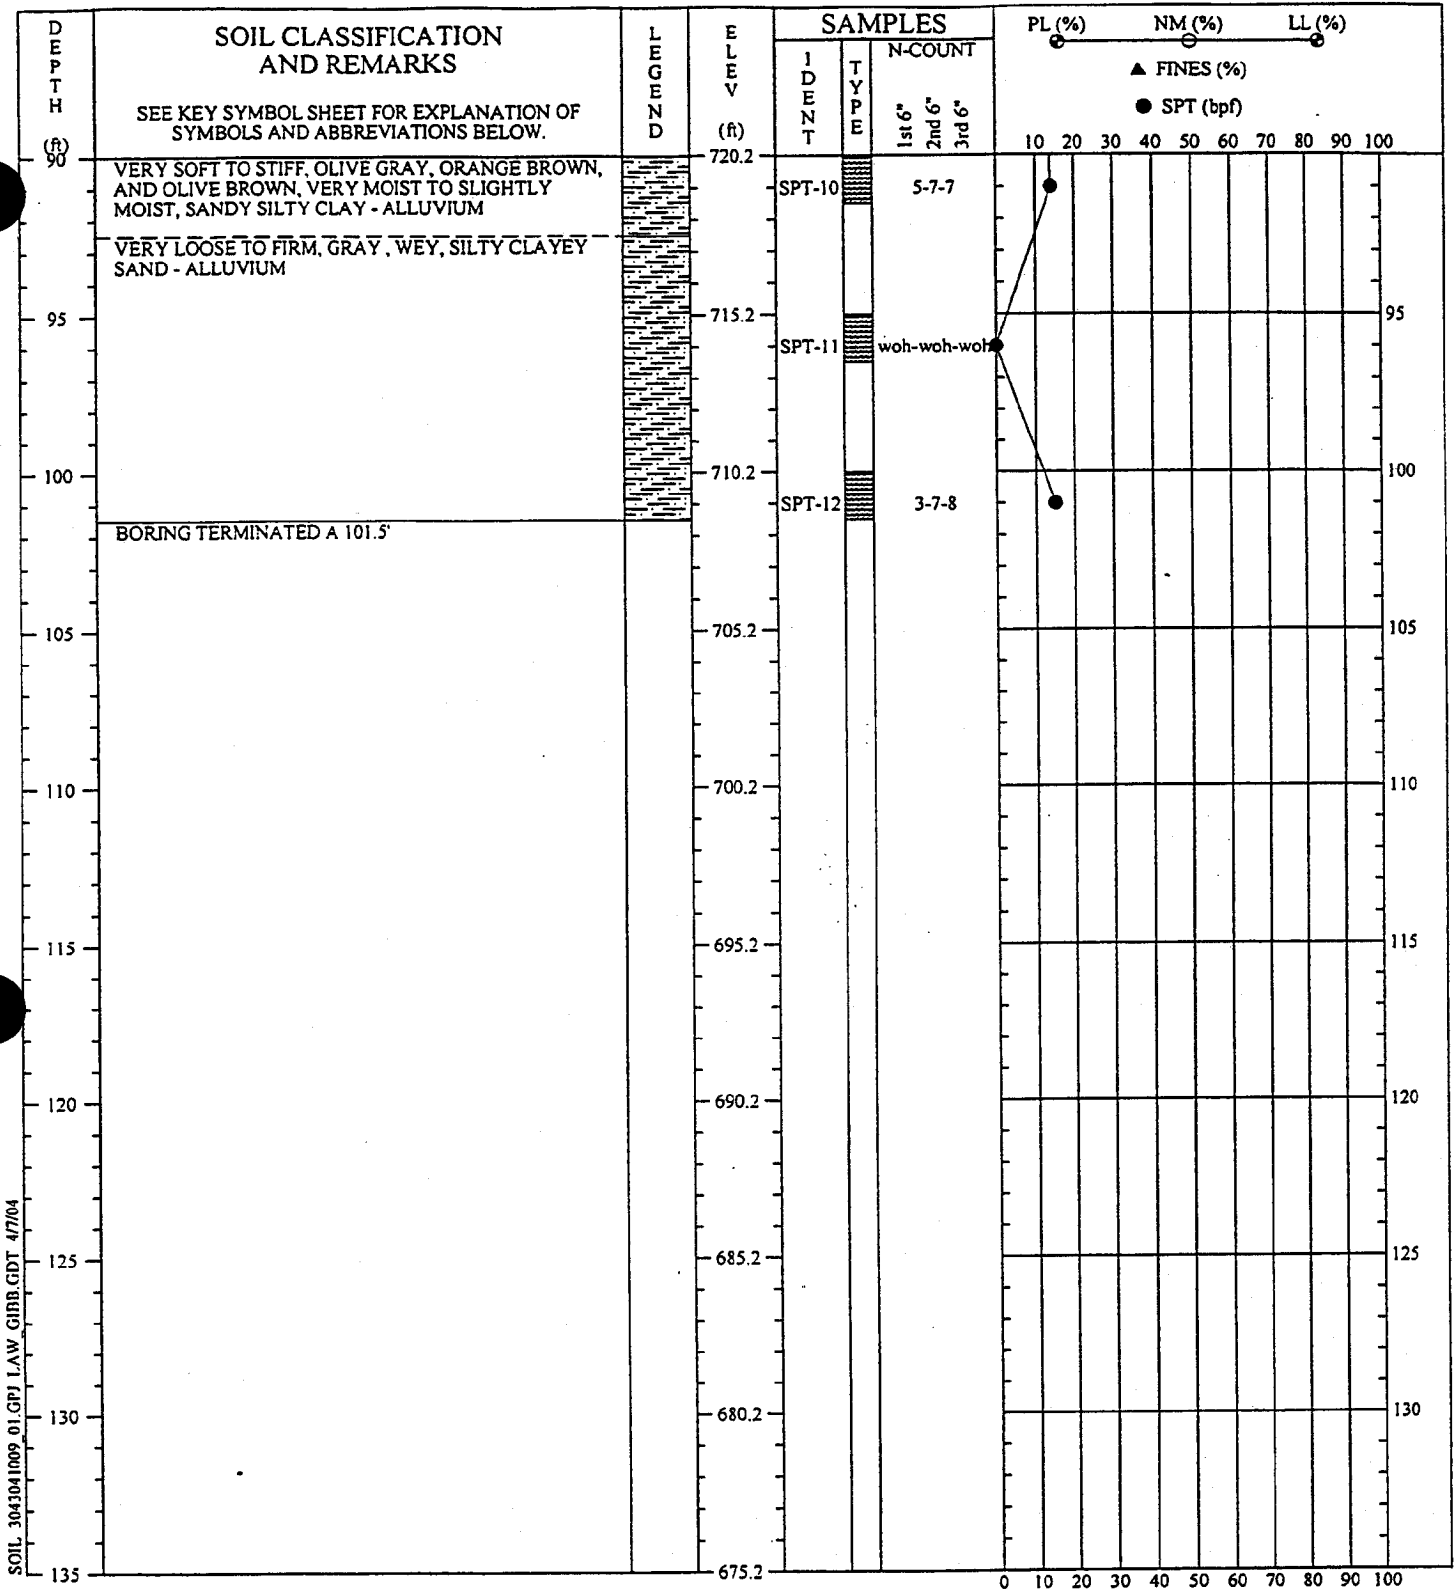 DEPTH
(ft)
SOIL CLASSIFICATION
AND REMARKS
SEE KEY SYMBOL SHEET FOR EXPLANATION OF
SYMBOLS AND ABBREVIATIONS BELOW.
LEGEND
ELEV
(ft)
SAMPLES
IDENT
TYPE
N-COUNT
1st 6"
2nd 6"
3rd 6"
PL (%) NM (%) LL (%)
▲ FINES (%)
● SPT (bpf)
10 20 30 40 50 60 70 80 90 100
90
VERY SOFT TO STIFF, OLIVE GRAY, ORANGE BROWN,
AND OLIVE BROWN, VERY MOIST TO SLIGHTLY
MOIST, SANDY SILTY CLAY - ALLUVIUM
720.2
SPT-10 5-7-7
VERY LOOSE TO FIRM, GRAY , WEY, SILTY CLAYEY
SAND - ALLUVIUM
95 715.2 95
SPT-11 woh-woh-woh
100 710.2 100
SPT-12 3-7-8
BORING TERMINATED A 101.5'
105 705.2 105
110 700.2 110
115 695.2 115
120 690.2 120
125 685.2 125
130 680.2 130
135 675.2
0 10 20 30 40 50 60 70 80 90 100
SOIL 3043041009_01.GPJ LAW_GIBB.GDT 4/7/04